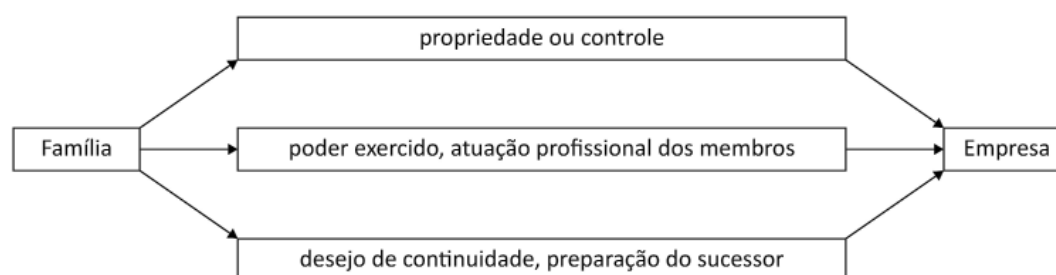 propriedade ou controle
Família
poder exercido, atuação profissional dos membros
Empresa
desejo de continuidade, preparação do sucessor